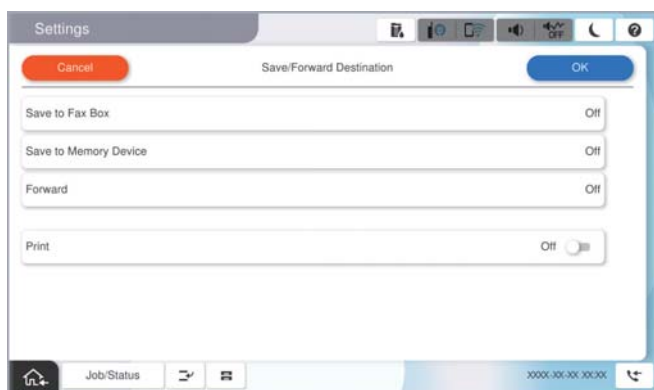 Settings
OFF
Cancel
Save/Forward Destination
OK
Save to Fax Box Off
Save to Memory Device Off
Forward Off
Print Off
Job/Status
XXXX-XX-XX XX:XX